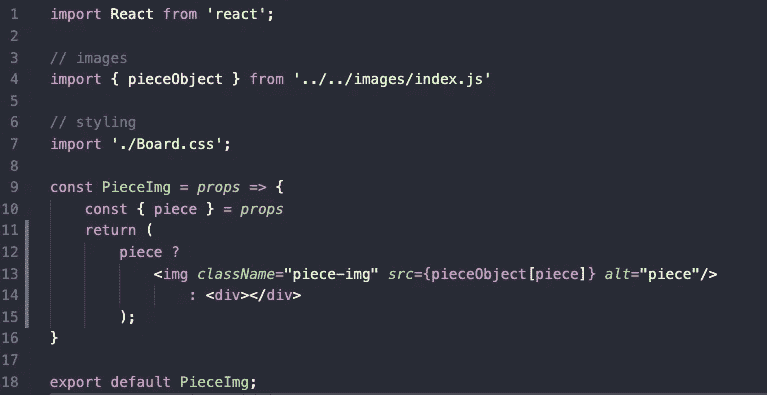 1 import React from 'react';
2
3 // images
4 import { pieceObject } from '../../images/index.js'
5
6 // styling
7 import './Board.css';
8
9 const PieceImg = props => {
10 const { piece } = props
11 return (
12 piece ?
13 <img className="piece-img" src={pieceObject[piece]} alt="piece"/>
14 : <div></div>
15 );
16 }
17
18 export default PieceImg;